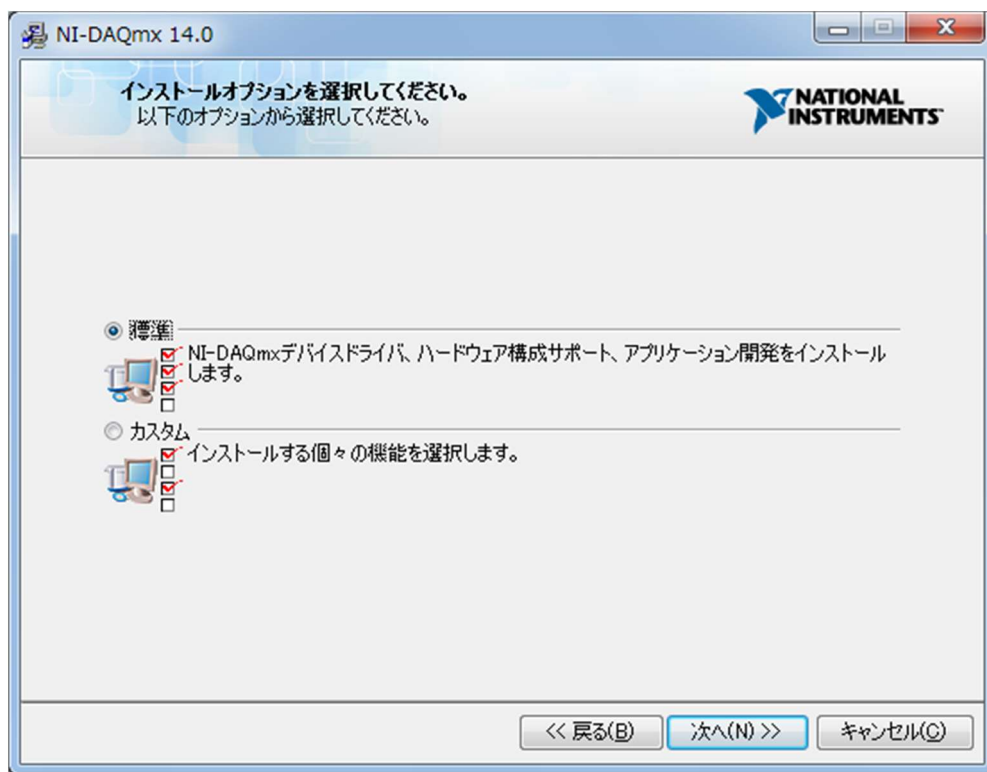 NI-DAQmx 14.0
インストールオプションを選択してください。
以下のオプションから選択してください。
NATIONAL
INSTRUMENTS
標準
NI-DAQmxデバイスドライバ、ハードウェア構成サポート、アプリケーション開発をインストール
します。
カスタム
インストールする個々の機能を選択します。
<< 戻る(B)
次へ(N) >>
キャンセル(C)